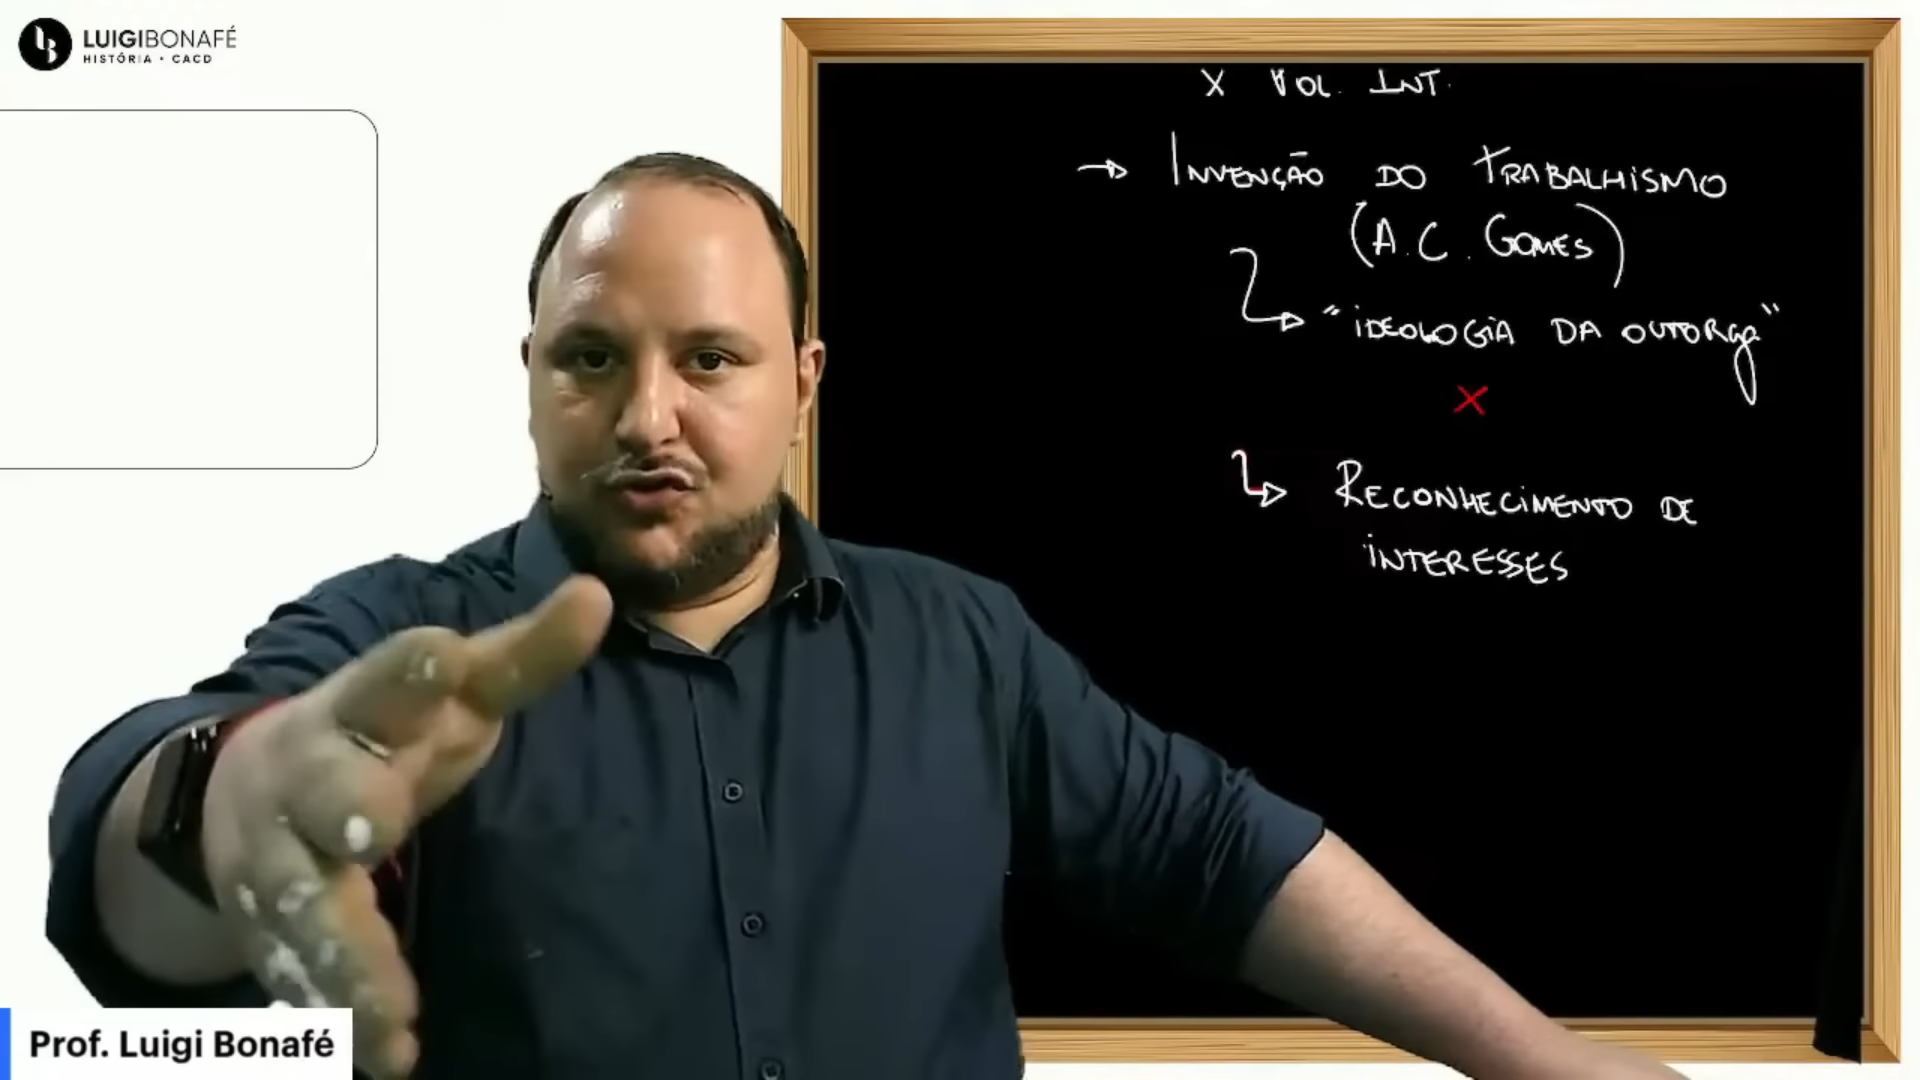 LUIGIBONAFÉ
HISTÓRIA • CACD
X VOL. INT.
→ INVENÇÃO DO TRABALHISMO
(A.C. GOMES)
"IDEOLOGIA DA OUTORGA"
X
RECONHECIMENTO DE
INTERESSES
Prof. Luigi Bonafé